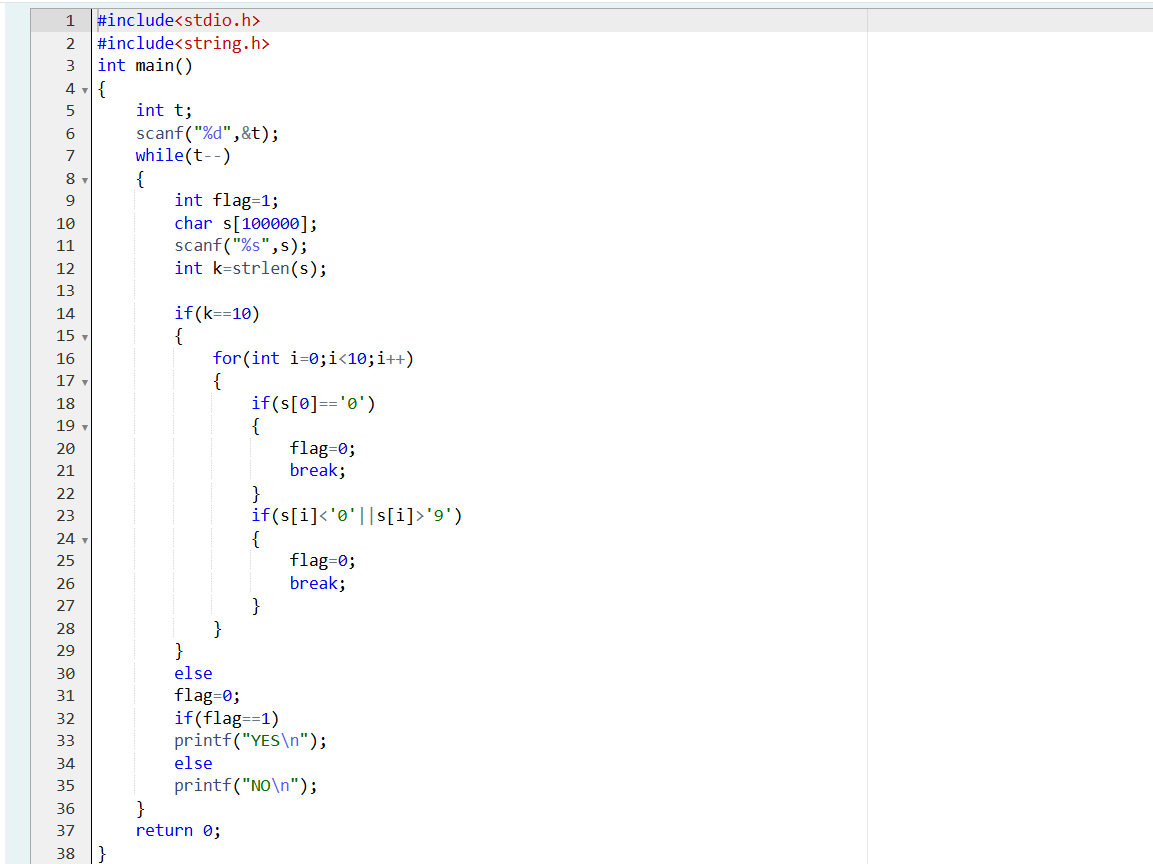 1 #include<stdio.h>
2 #include<string.h>
3 int main()
4 {
5 int t;
6 scanf("%d",&t);
7 while(t--)
8 {
9 int flag=1;
10 char s[100000];
11 scanf("%s",s);
12 int k=strlen(s);
13
14 if(k==10)
15 {
16 for(int i=0;i<10;i++)
17 {
18 if(s[0]=='0')
19 {
20 flag=0;
21 break;
22 }
23 if(s[i]<'0'||s[i]>'9')
24 {
25 flag=0;
26 break;
27 }
28 }
29 }
30 else
31 flag=0;
32 if(flag==1)
33 printf("YES\n");
34 else
35 printf("NO\n");
36 }
37 return 0;
38 }